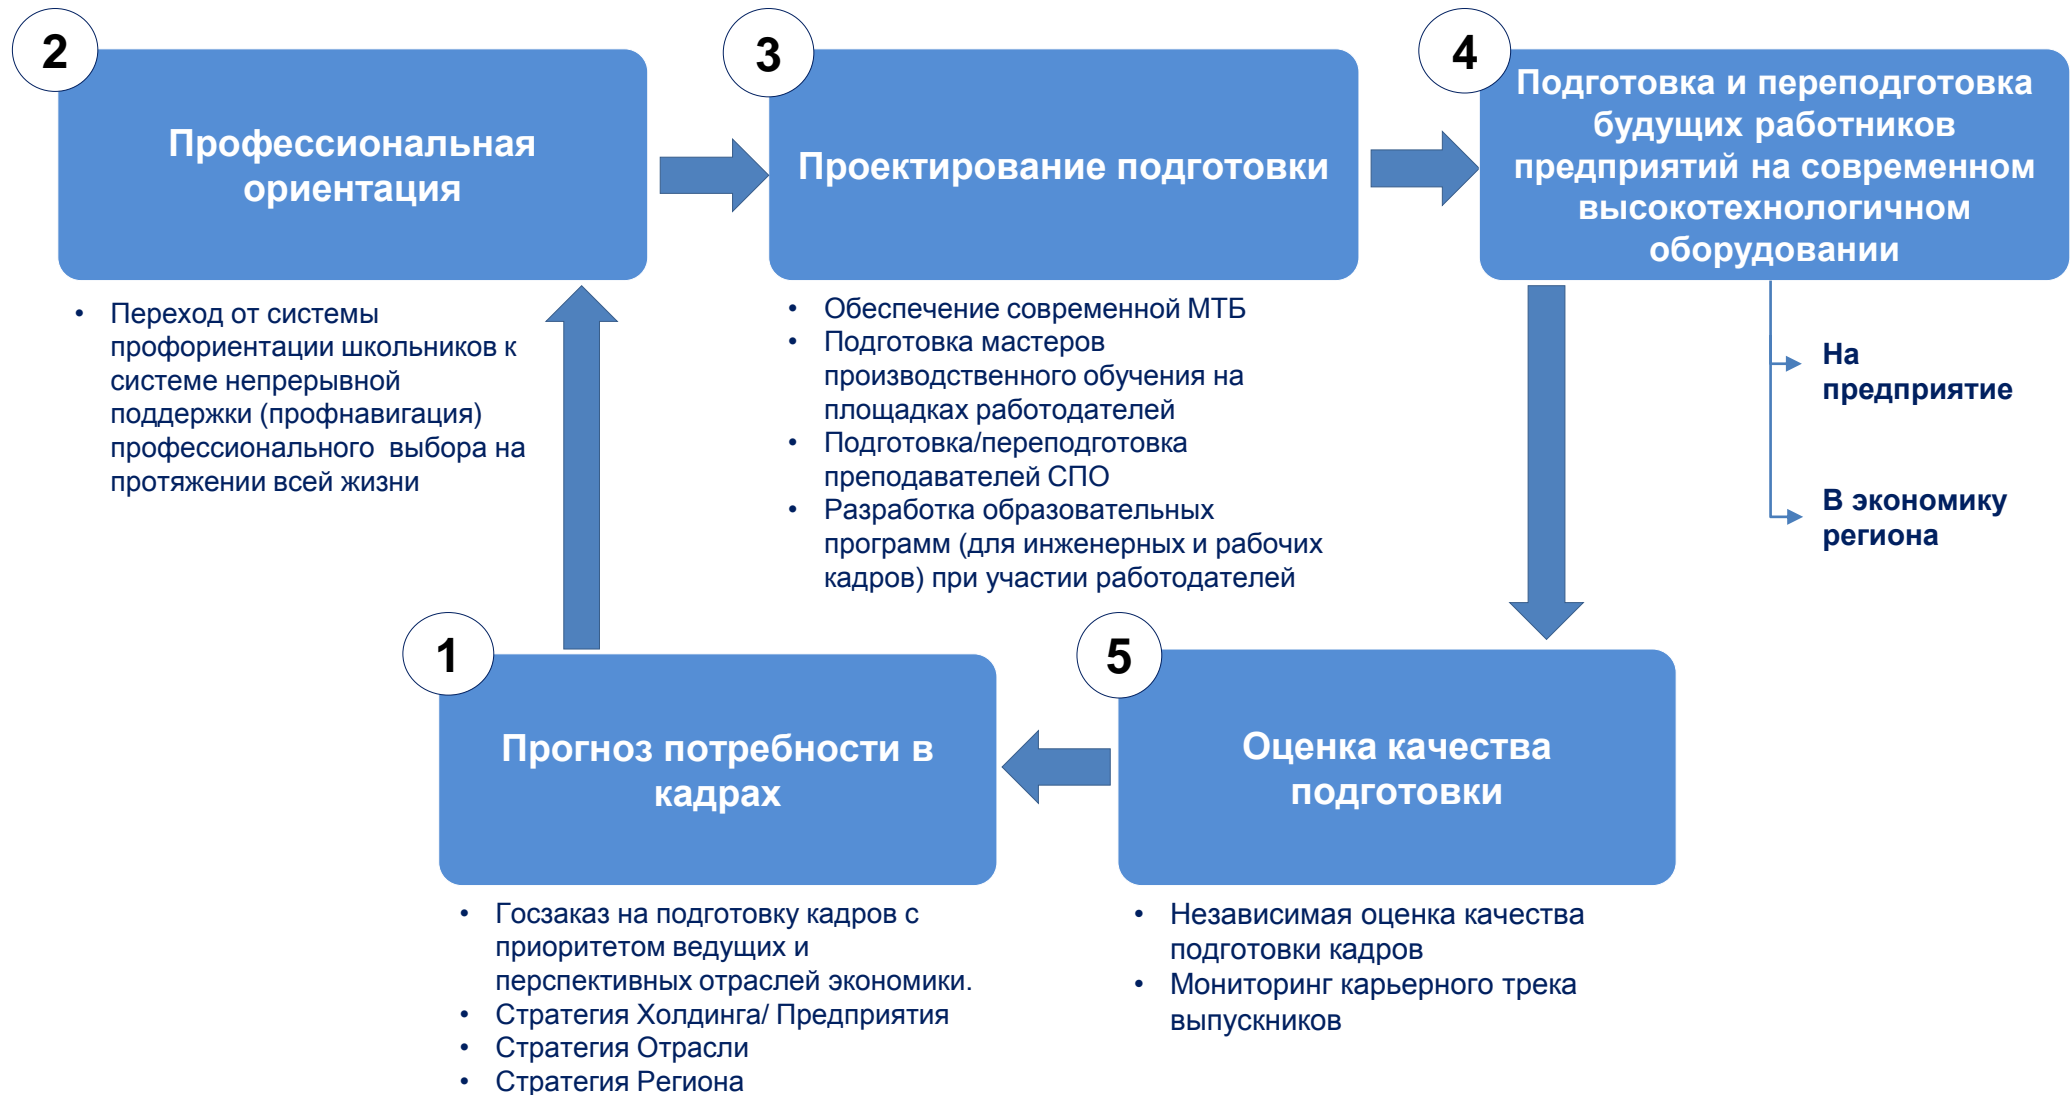 2
Профессиональная
ориентация
• Переход от системы
профориентации школьников к
системе непрерывной
поддержки (профнавигация)
профессионального выбора на
протяжении всей жизни
3
Проектирование подготовки
• Обеспечение современной МТБ
• Подготовка мастеров
производственного обучения на
площадках работодателей
• Подготовка/переподготовка
преподавателей СПО
• Разработка образовательных
программ (для инженерных и рабочих
кадров) при участии работодателей
4
Подготовка и переподготовка
будущих работников
предприятий на современном
высокотехнологичном
оборудовании
На
предприятие
В экономику
региона
1
Прогноз потребности в
кадрах
• Госзаказ на подготовку кадров с
приоритетом ведущих и
перспективных отраслей экономики.
• Стратегия Холдинга/ Предприятия
• Стратегия Отрасли
• Стратегия Региона
5
Оценка качества
подготовки
• Независимая оценка качества
подготовки кадров
• Мониторинг карьерного трека
выпускников